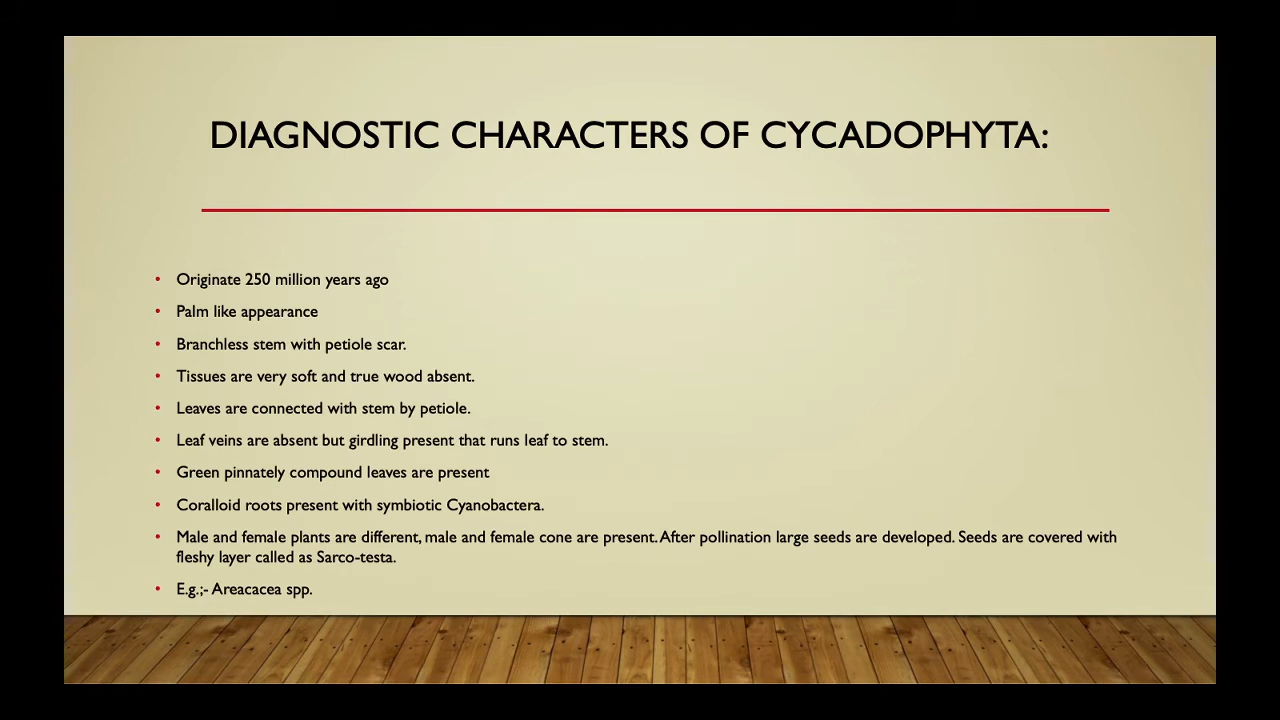 DIAGNOSTIC CHARACTERS OF CYCADOPHYTA:
• Originate 250 million years ago
• Palm like appearance
• Branchless stem with petiole scar.
• Tissues are very soft and true wood absent.
• Leaves are connected with stem by petiole.
• Leaf veins are absent but girdling present that runs leaf to stem.
• Green pinnately compound leaves are present
• Coralloid roots present with symbiotic Cyanobactera.
• Male and female plants are different, male and female cone are present. After pollination large seeds are developed. Seeds are covered with
fleshy layer called as Sarco-testa.
• E.g.;- Areacacea spp.